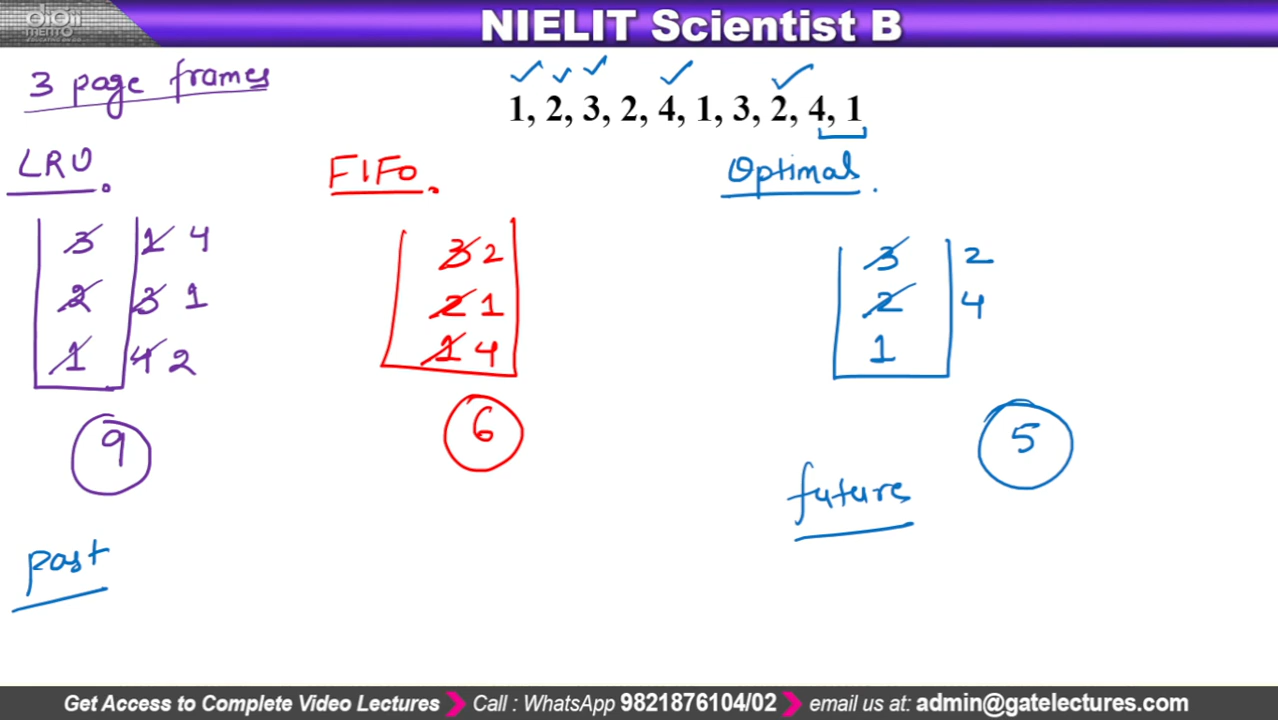 digii
mento
NIELIT Scientist B
3 page frames
1, 2, 3, 2, 4, 1, 3, 2, 4, 1
LRU.
FIFO.
Optimal.
3 1 4
2 3 1
1 4 2
9
3 2
2 1
1 4
6
3 2
2 4
1
5
future
past
Get Access to Complete Video Lectures Call : WhatsApp 9821876104/02 email us at: admin@gatelectures.com